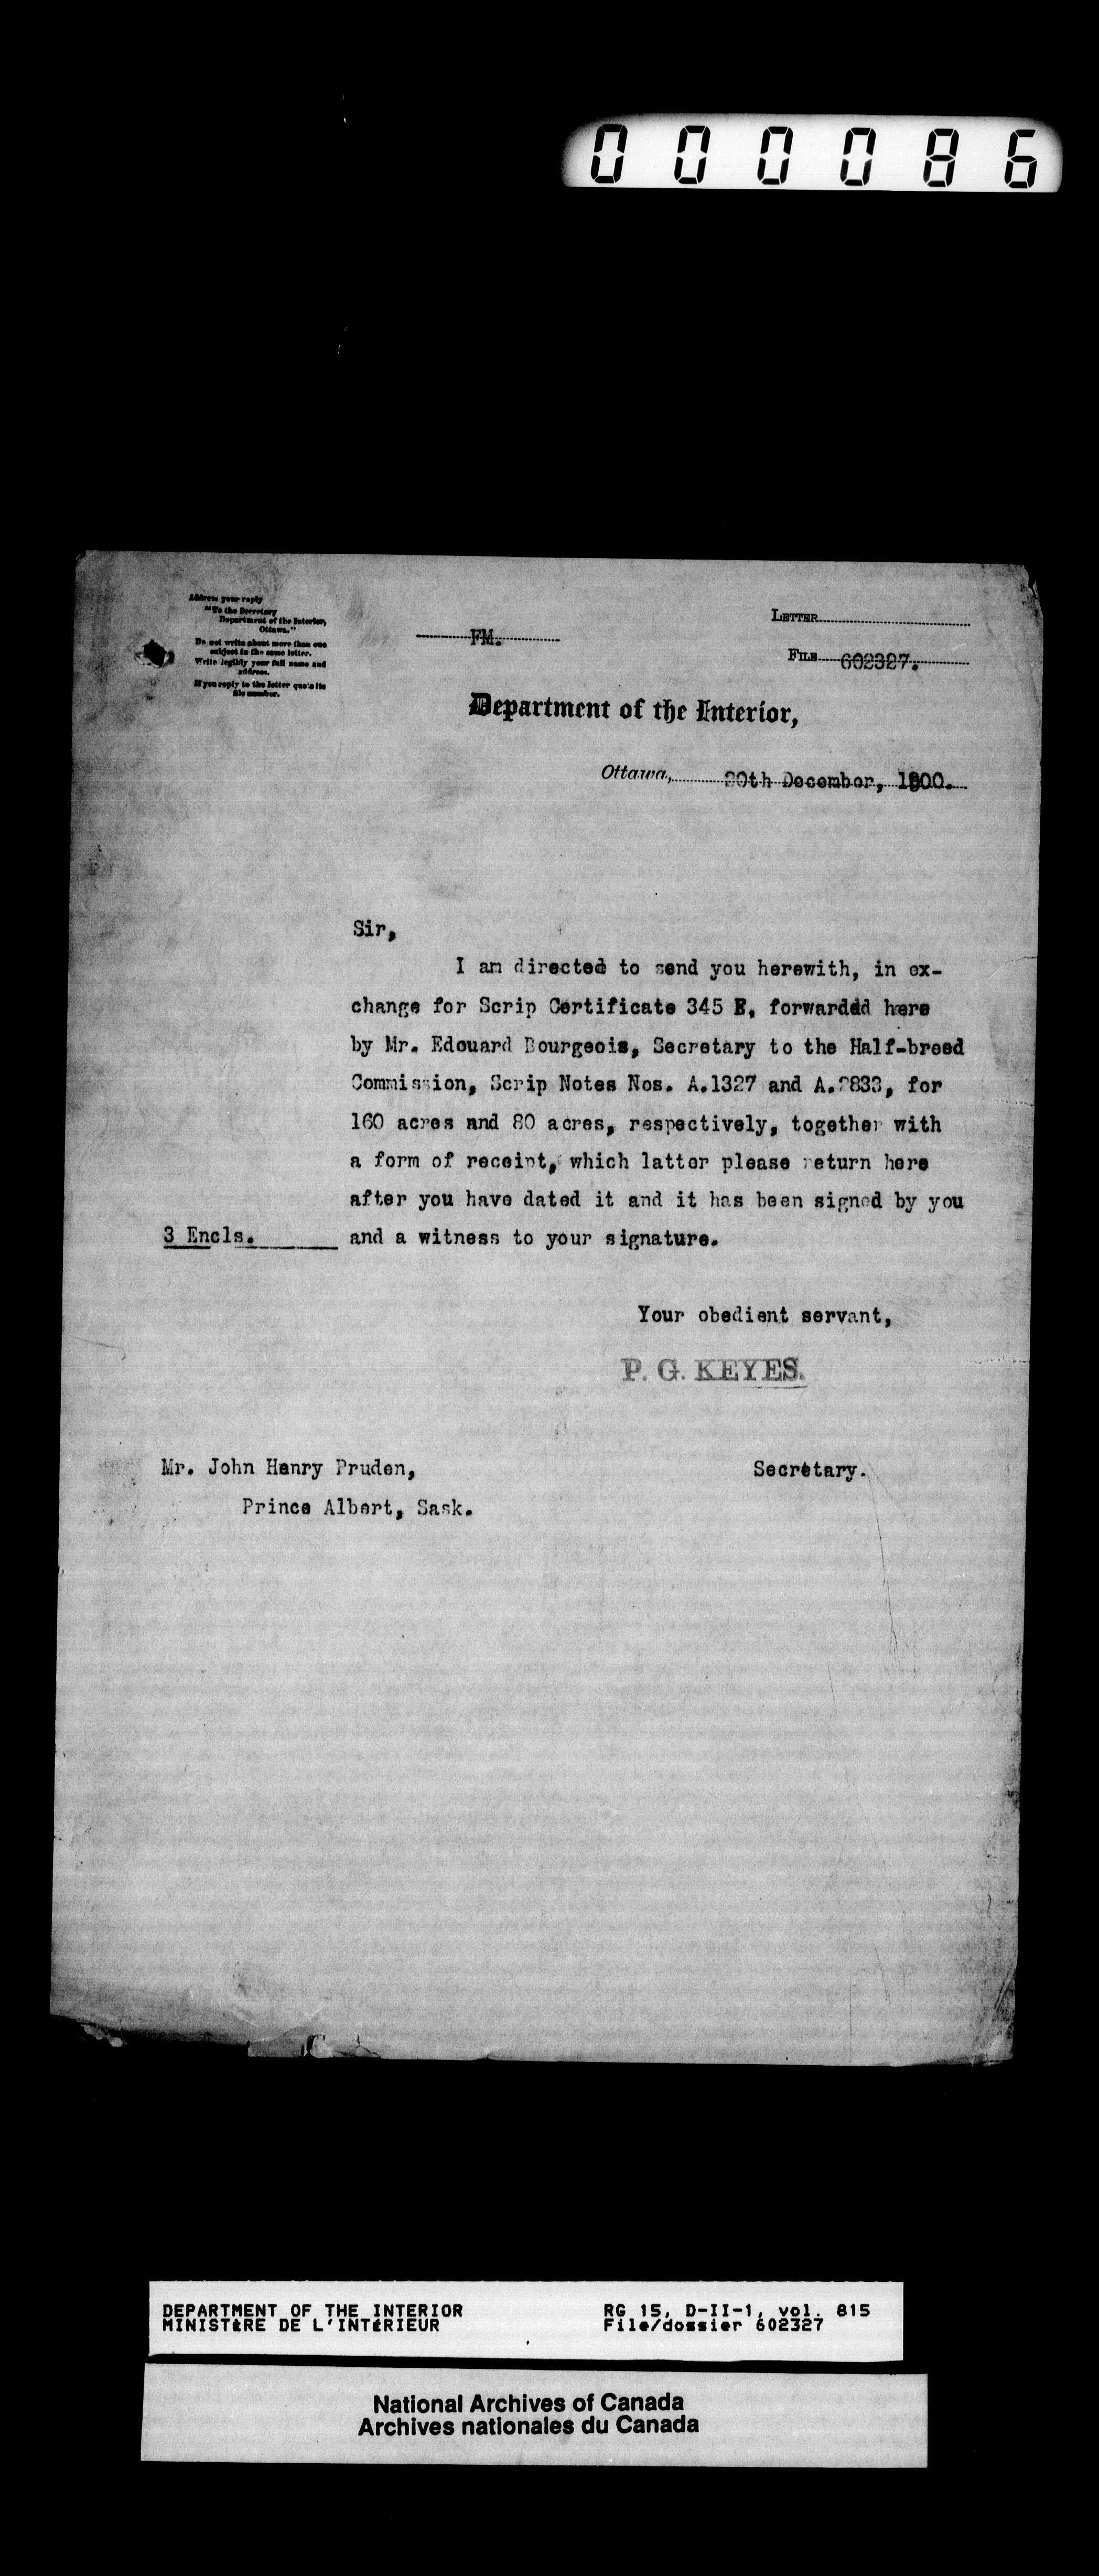 000086
Address your reply
"To the Secretary
Department of the Interior,
Ottawa."
Do not write about more than one
subject in the same letter.
Write legibly your full name and
address.
If you reply to the letter quote its
file number.
FM.
LETTER
FILE 602327.
Department of the Interior,
Ottawa, 20th December, 1900.
Sir,
I am directed to send you herewith, in ex-
change for Scrip Certificate 345 E, forwarded here
by Mr. Edouard Bourgeois, Secretary to the Half-breed
Commission, Scrip Notes Nos. A.1327 and A.2833, for
160 acres and 80 acres, respectively, together with
a form of receipt, which latter please return here
after you have dated it and it has been signed by you
3 Encls. and a witness to your signature.
Your obedient servant,
P. G. KEYES.
Mr. John Henry Pruden, Secretary.
Prince Albert, Sask.
DEPARTMENT OF THE INTERIOR RG 15, D-II-1, vol. 815
MINISTÈRE DE L'INTÉRIEUR File/dossier 602327
National Archives of Canada
Archives nationales du Canada